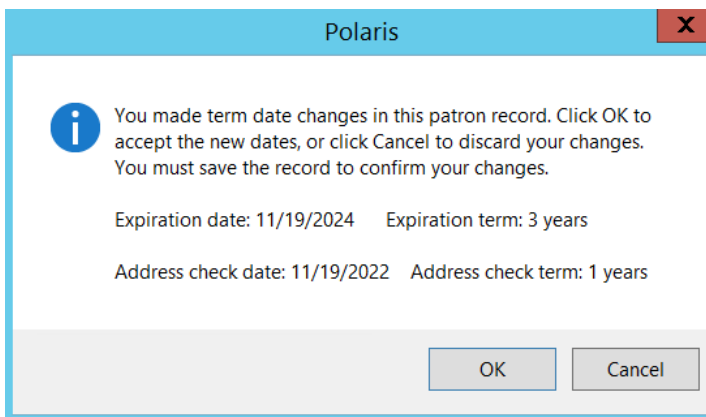 Polaris
X
i
You made term date changes in this patron record. Click OK to
accept the new dates, or click Cancel to discard your changes.
You must save the record to confirm your changes.
Expiration date: 11/19/2024 Expiration term: 3 years
Address check date: 11/19/2022 Address check term: 1 years
OK Cancel